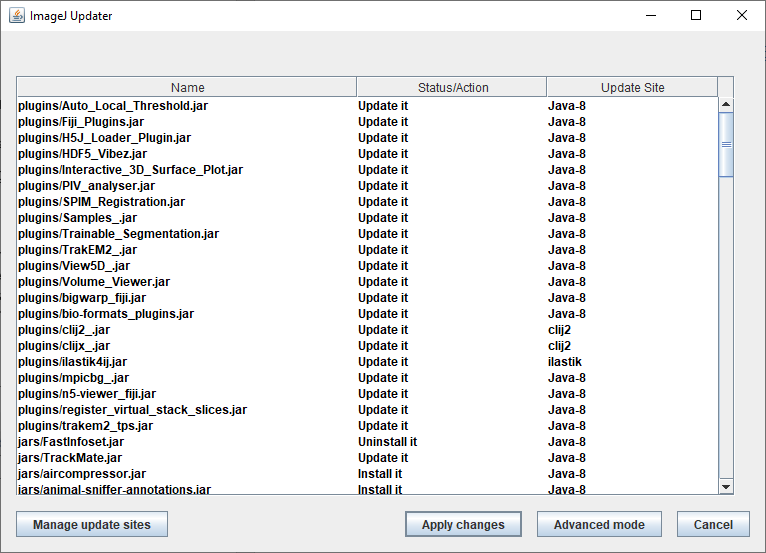 ImageJ Updater
Name Status/Action Update Site
plugins/Auto_Local_Threshold.jar Update it Java-8
plugins/Fiji_Plugins.jar Update it Java-8
plugins/H5J_Loader_Plugin.jar Update it Java-8
plugins/HDF5_Vibez.jar Update it Java-8
plugins/Interactive_3D_Surface_Plot.jar Update it Java-8
plugins/PIV_analyser.jar Update it Java-8
plugins/SPIM_Registration.jar Update it Java-8
plugins/Samples_.jar Update it Java-8
plugins/Trainable_Segmentation.jar Update it Java-8
plugins/TrakEM2_.jar Update it Java-8
plugins/View5D_.jar Update it Java-8
plugins/Volume_Viewer.jar Update it Java-8
plugins/bigwarp_fiji.jar Update it Java-8
plugins/bio-formats_plugins.jar Update it Java-8
plugins/clij2_.jar Update it clij2
plugins/clijx_.jar Update it clij2
plugins/ilastik4ij.jar Update it ilastik
plugins/mpicbg_.jar Update it Java-8
plugins/n5-viewer_fiji.jar Update it Java-8
plugins/register_virtual_stack_slices.jar Update it Java-8
plugins/trakem2_tps.jar Update it Java-8
jars/FastInfoset.jar Uninstall it Java-8
jars/TrackMate.jar Update it Java-8
jars/aircompressor.jar Install it Java-8
jars/animal-sniffer-annotations.jar Install it Java-8
Manage update sites Apply changes Advanced mode Cancel